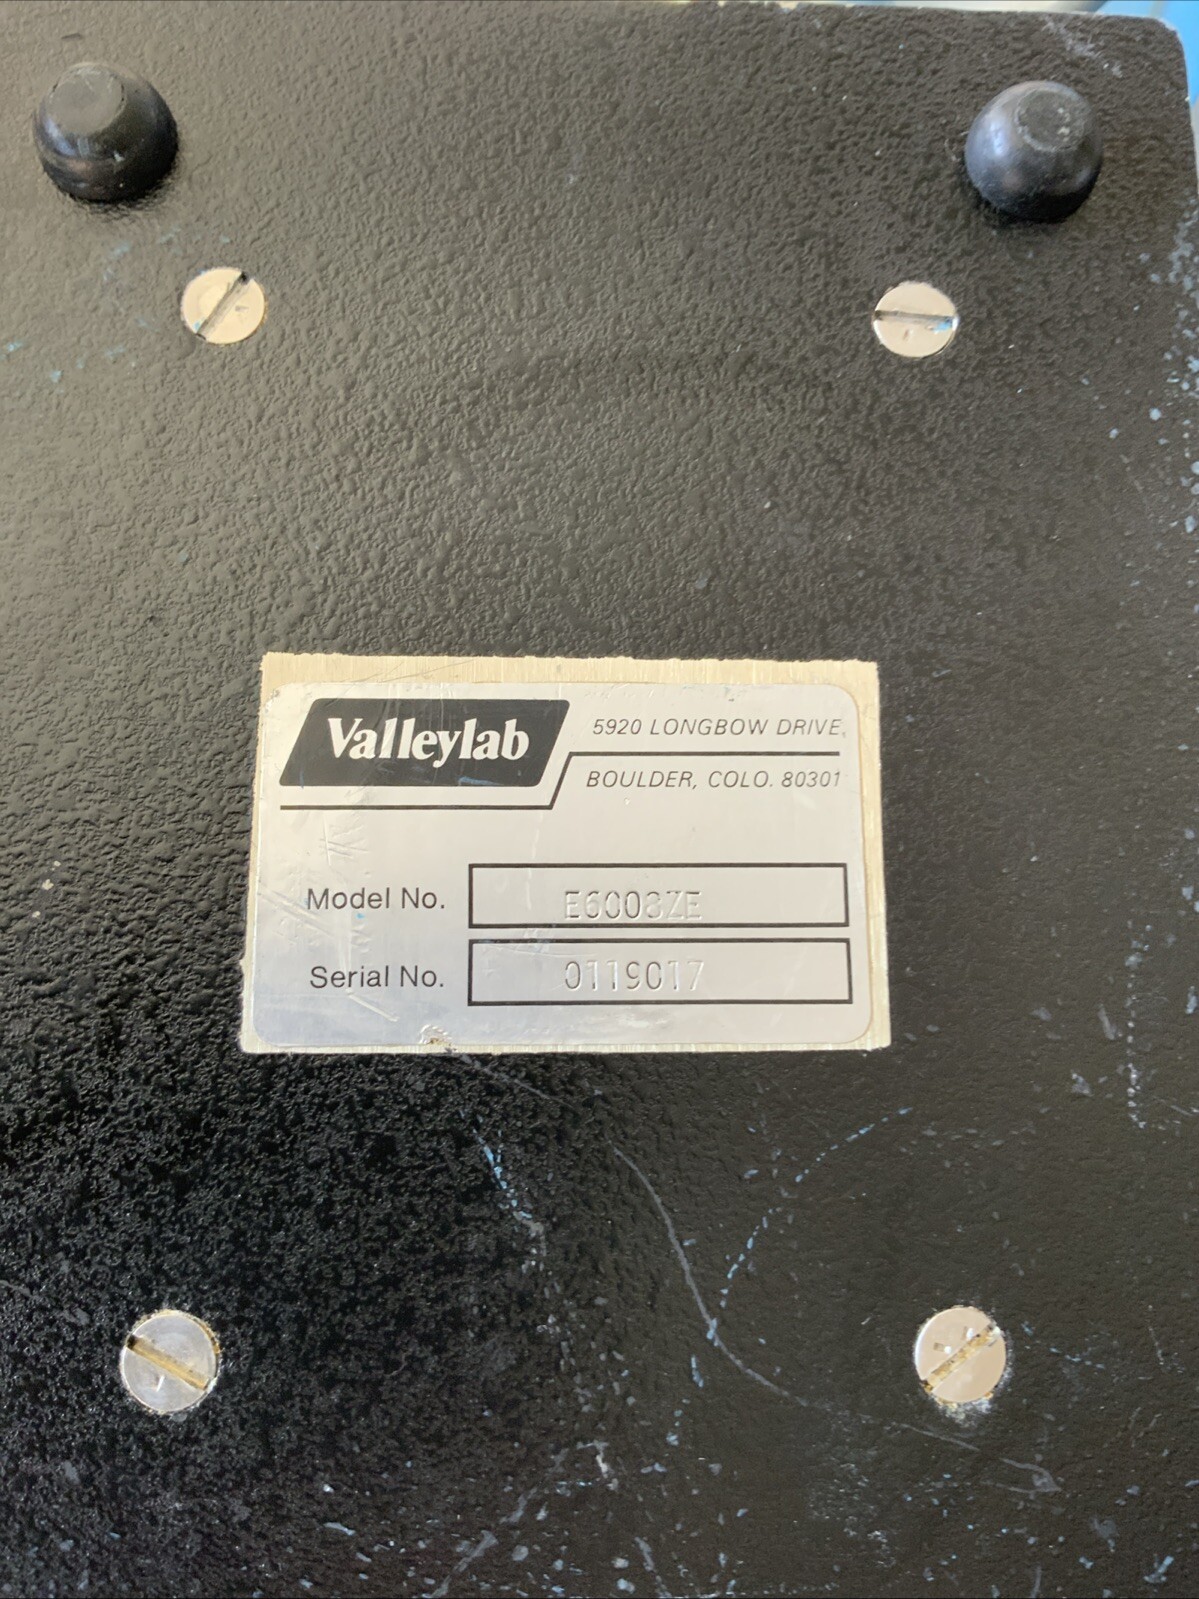 Valleylab
5920 LONGBOW DRIVE,
BOULDER, COLO. 80301
Model No. E6008ZE
Serial No. 0119017